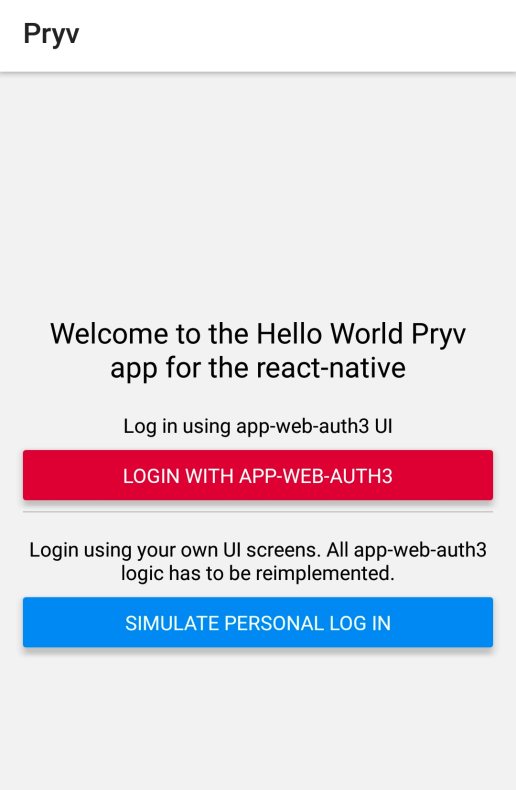 Pryv
Welcome to the Hello World Pryv
app for the react-native
Log in using app-web-auth3 UI
LOGIN WITH APP-WEB-AUTH3
Login using your own UI screens. All app-web-auth3
logic has to be reimplemented.
SIMULATE PERSONAL LOG IN